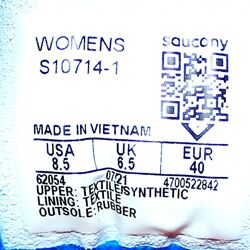 WOMENS
saucony
S10714-1
MADE IN VIETNAM
USA UK EUR
8.5 6.5 40
62054 07/21 4700522842
UPPER: TEXTILE/SYNTHETIC
LINING: TEXTILE
OUTSOLE: RUBBER